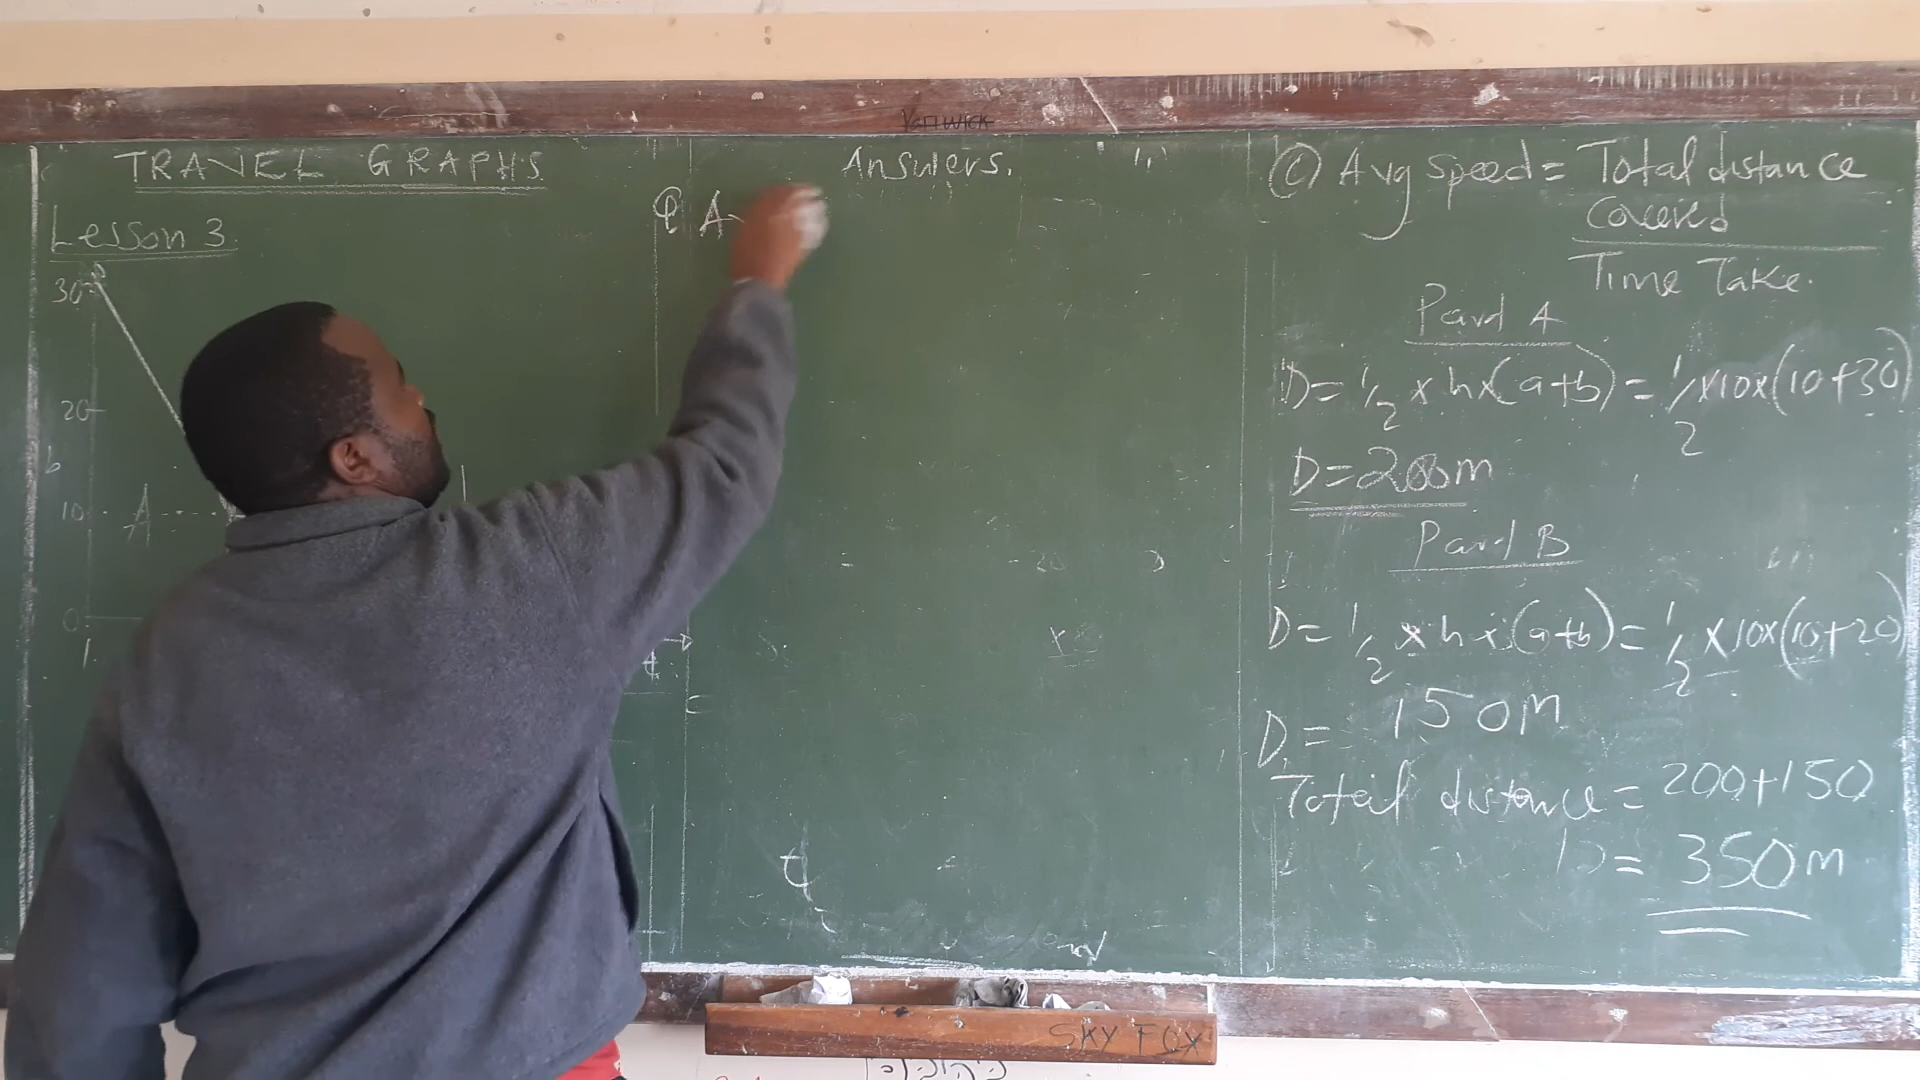 VANWICK
TRAVEL GRAPHS
Lesson 3
30
20
10
A
0
t
Answers.
A
20
© Avg speed = Total distance
covered
Time Take.
Part A
D = 1/2 x h x (a+b) = 1/2 x 10 x (10+30)
D = 200m
Part B
D = 1/2 x h x (a+b) = 1/2 x 10 x (10+20)
D = 150m
Total distance = 200+150
D = 350m
SKY FOX